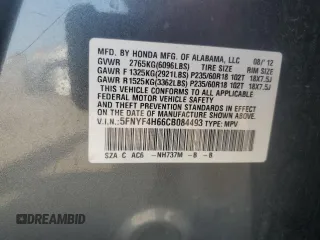 MFD. BY HONDA MFG. OF ALABAMA, LLC 08/12
GVWR 2765KG(6096LBS) TIRE SIZE RIM SIZE
GAWR F 1325KG(2921LBS) P235/60R18 102T 18X7.5J
GAWR R 1525KG(3362LBS) P235/60R18 102T 18X7.5J
THIS VEHICLE CONFORMS TO ALL APPLICABLE FEDERAL MOTOR VEHICLE SAFETY AND THEFT PREVENTION STANDARDS IN EFFECT ON THE DATE OF MANUFACTURE SHOWN ABOVE.
5FNYF4H66CB084493 TYPE: MPV
SZA C AC6 -NH737M -B -B